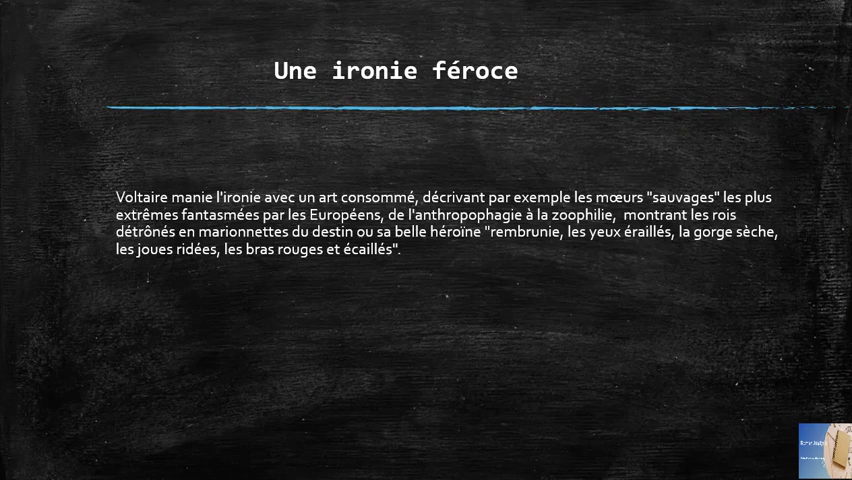 Une ironie féroce
Voltaire manie l'ironie avec un art consommé, décrivant par exemple les mœurs "sauvages" les plus
extrêmes fantasmées par les Européens, de l'anthropophagie à la zoophilie, montrant les rois
détrônés en marionnettes du destin ou sa belle héroïne "rembrunie, les yeux éraillés, la gorge sèche,
les joues ridées, les bras rouges et écaillés".